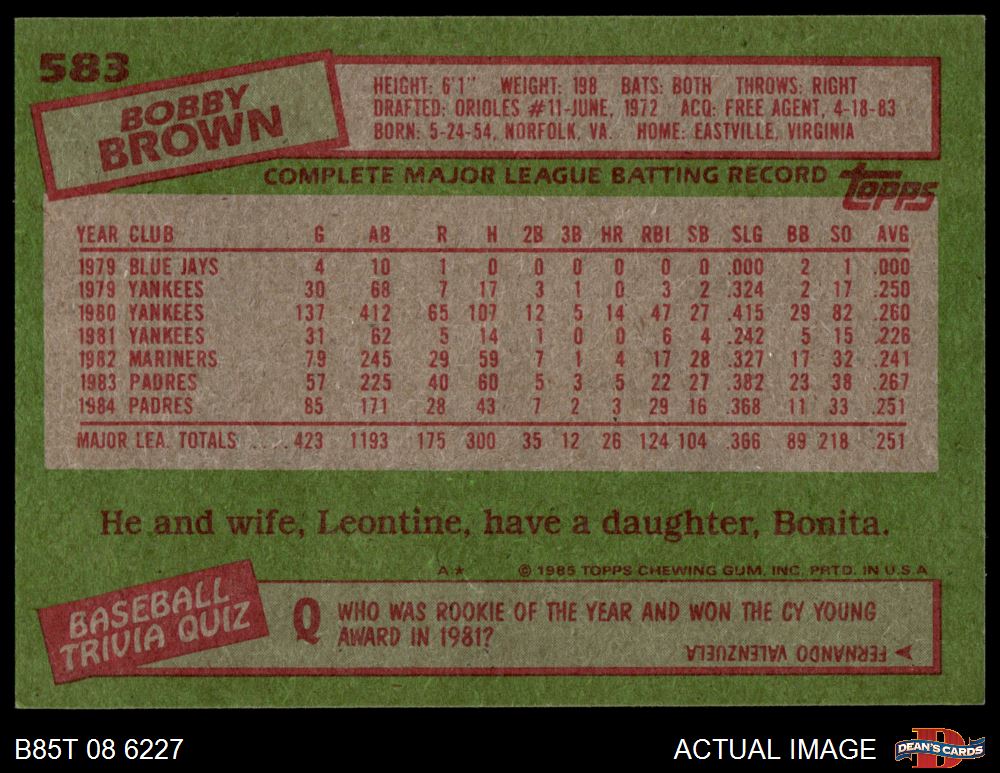 583
BOBBY
BROWN
HEIGHT: 6'1" WEIGHT: 198 BATS: BOTH THROWS: RIGHT
DRAFTED: ORIOLES #11-JUNE, 1972 ACQ: FREE AGENT, 4-18-83
BORN: 5-24-54, NORFOLK, VA. HOME: EASTVILLE, VIRGINIA
COMPLETE MAJOR LEAGUE BATTING RECORD
TOPPS
YEAR CLUB G AB R H 2B 3B HR RBI SB SLG BB SO AVG
1979 BLUE JAYS 4 10 1 0 0 0 0 0 0 .000 2 1 .000
1979 YANKEES 30 68 7 17 3 1 0 3 2 .324 2 17 .250
1980 YANKEES 137 412 65 107 12 5 14 47 27 .415 29 82 .260
1981 YANKEES 31 62 5 14 1 0 0 6 4 .242 5 15 .226
1982 MARINERS 79 245 29 59 7 1 4 17 28 .327 17 32 .241
1983 PADRES 57 225 40 60 5 3 5 22 27 .382 23 38 .267
1984 PADRES 85 171 28 43 7 2 3 29 16 .368 11 33 .251
MAJOR LEA. TOTALS .....423 1193 175 300 35 12 26 124 104 .366 89 218 .251
He and wife, Leontine, have a daughter, Bonita.
A★ © 1985 TOPPS CHEWING GUM, INC. PRTD. IN U.S.A
BASEBALL
TRIVIA QUIZ
Q WHO WAS ROOKIE OF THE YEAR AND WON THE CY YOUNG
AWARD IN 1981?
FERNANDO VALENZUELA
B85T 08 6227
ACTUAL IMAGE
D
DEAN'S CARDS